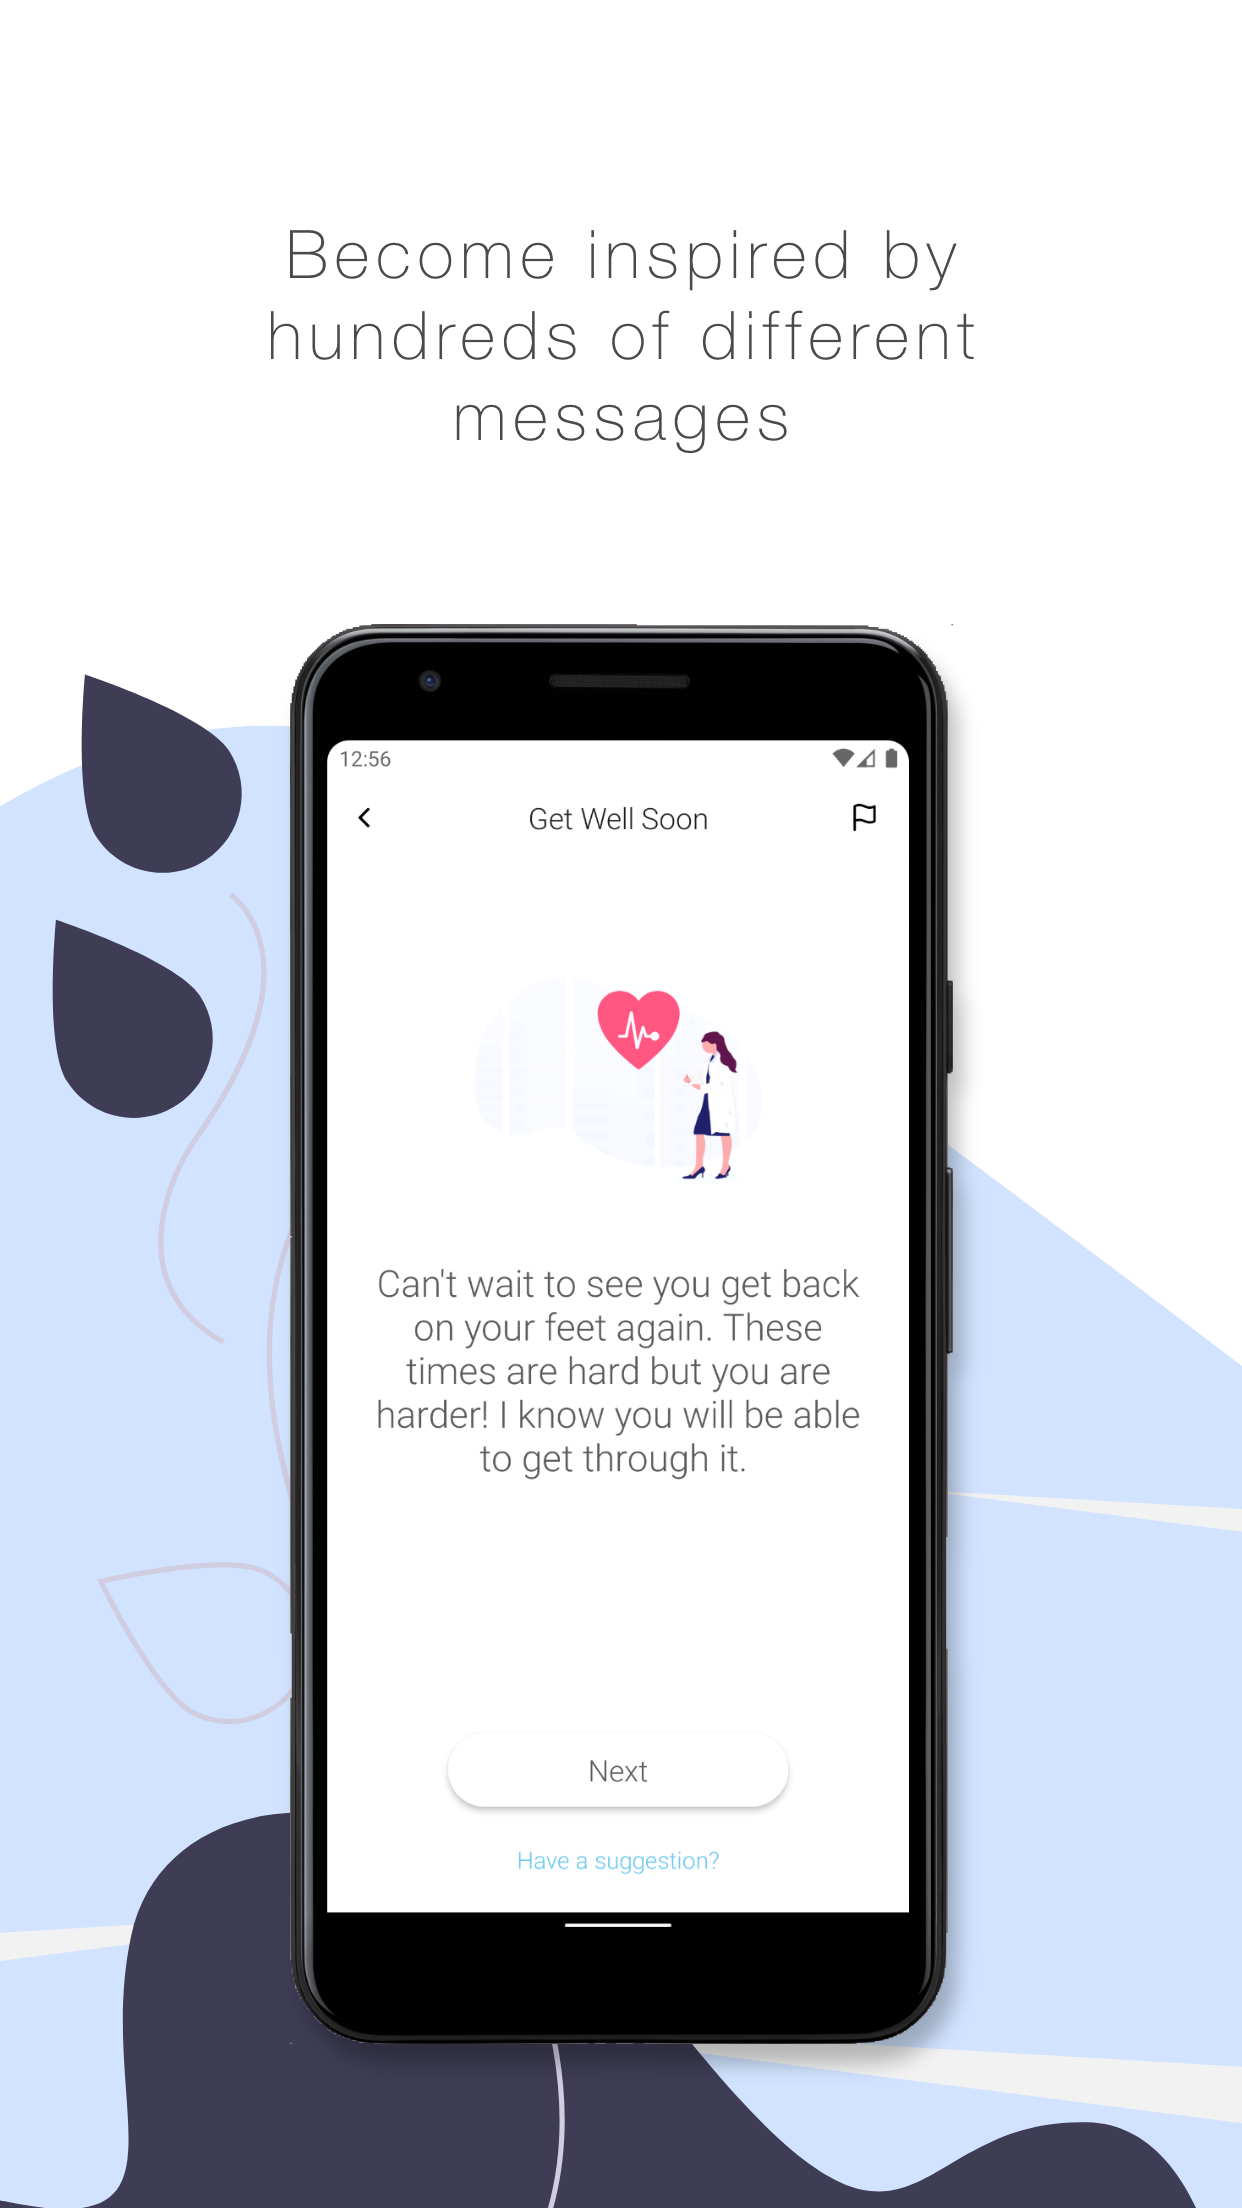 Become inspired by
hundreds of different
messages
12:56
Get Well Soon
Can't wait to see you get back
on your feet again. These
times are hard but you are
harder! I know you will be able
to get through it.
Next
Have a suggestion?